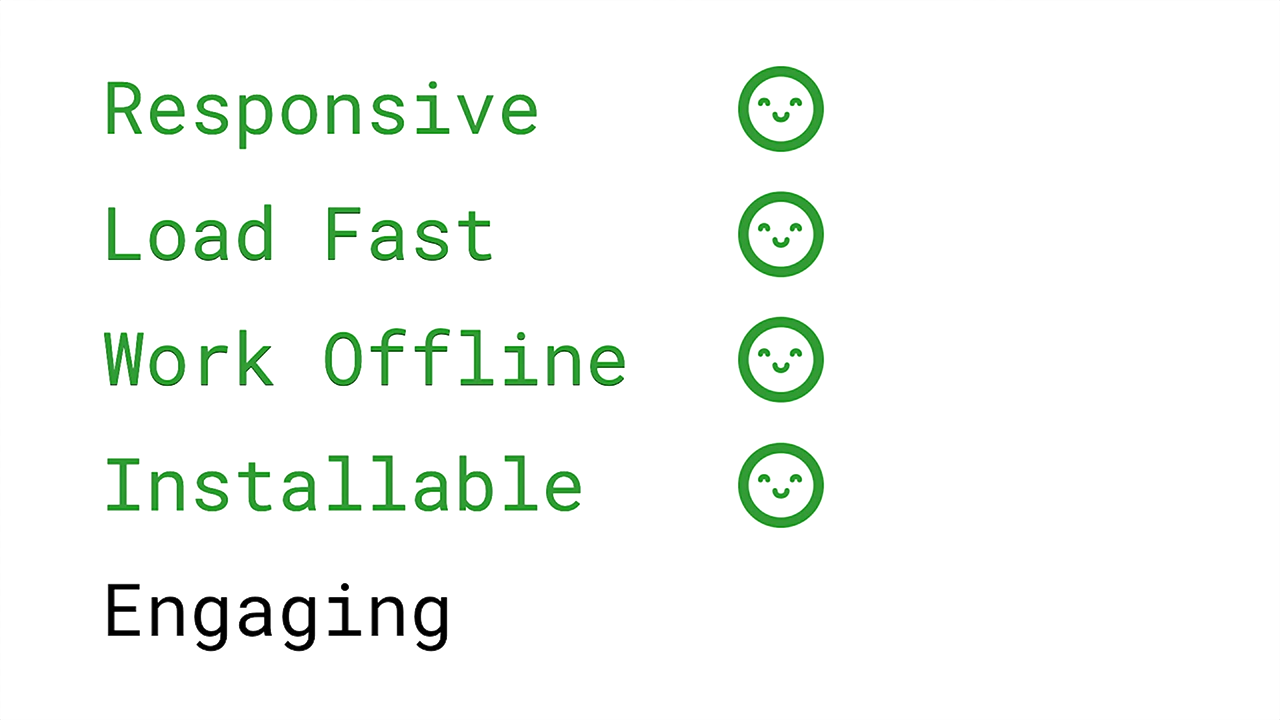 Responsive
Load Fast
Work Offline
Installable
Engaging